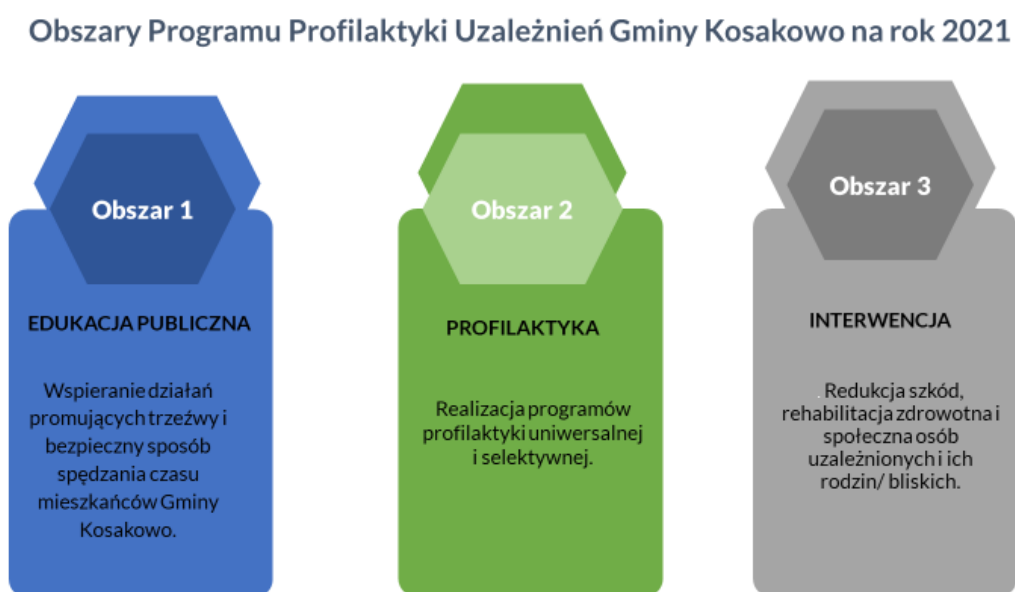 Obszary Programu Profilaktyki Uzależnień Gminy Kosakowo na rok 2021
Obszar 1
EDUKACJA PUBLICZNA
Wspieranie działań
promujących trzeźwy i
bezpieczny sposób
spędzania czasu
mieszkańców Gminy
Kosakowo.
Obszar 2
PROFILAKTYKA
Realizacja programów
profilaktyki uniwersalnej
i selektywnej.
Obszar 3
INTERWENCJA
. Redukcja szkód,
rehabilitacja zdrowotna i
społeczna osób
uzależnionych i ich
rodzin/ bliskich.